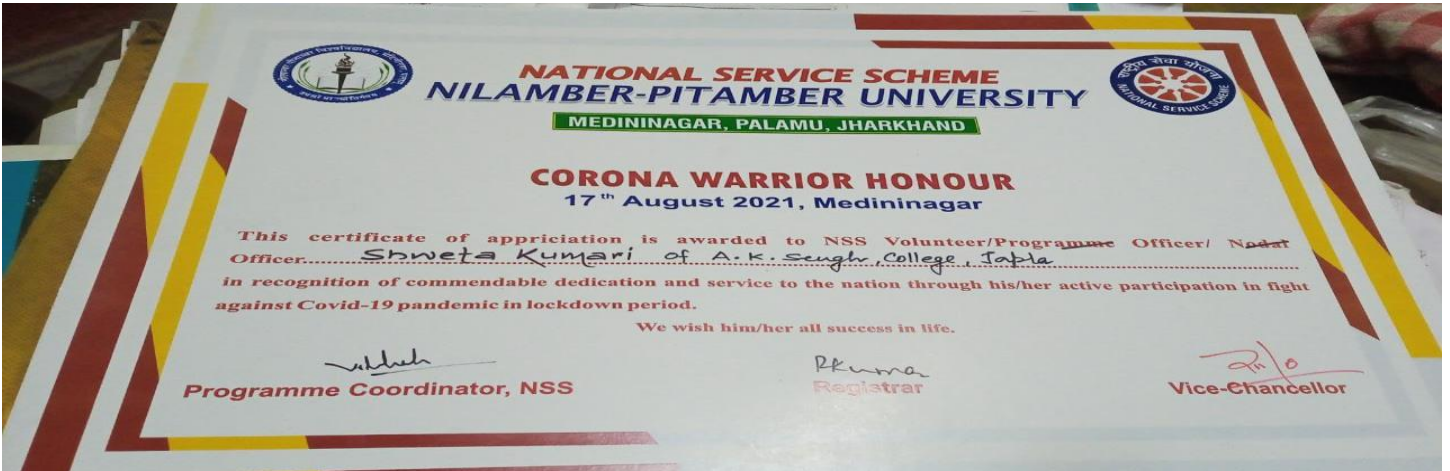 NATIONAL SERVICE SCHEME
NILAMBER-PITAMBER UNIVERSITY
MEDININAGAR, PALAMU, JHARKHAND
राष्ट्रीय सेवा योजना
NATIONAL SERVICE SCHEME
CORONA WARRIOR HONOUR
17th August 2021, Medininagar
This certificate of appriciation is awarded to NSS Volunteer/Programme Officer/ Nodal
Officer......Shweta Kumari of A.K. Singh, College, Japla
in recognition of commendable dedication and service to the nation through his/her active participation in fight
against Covid-19 pandemic in lockdown period.
We wish him/her all success in life.
RKumar
Programme Coordinator, NSS
Registrar
Vice-Chancellor